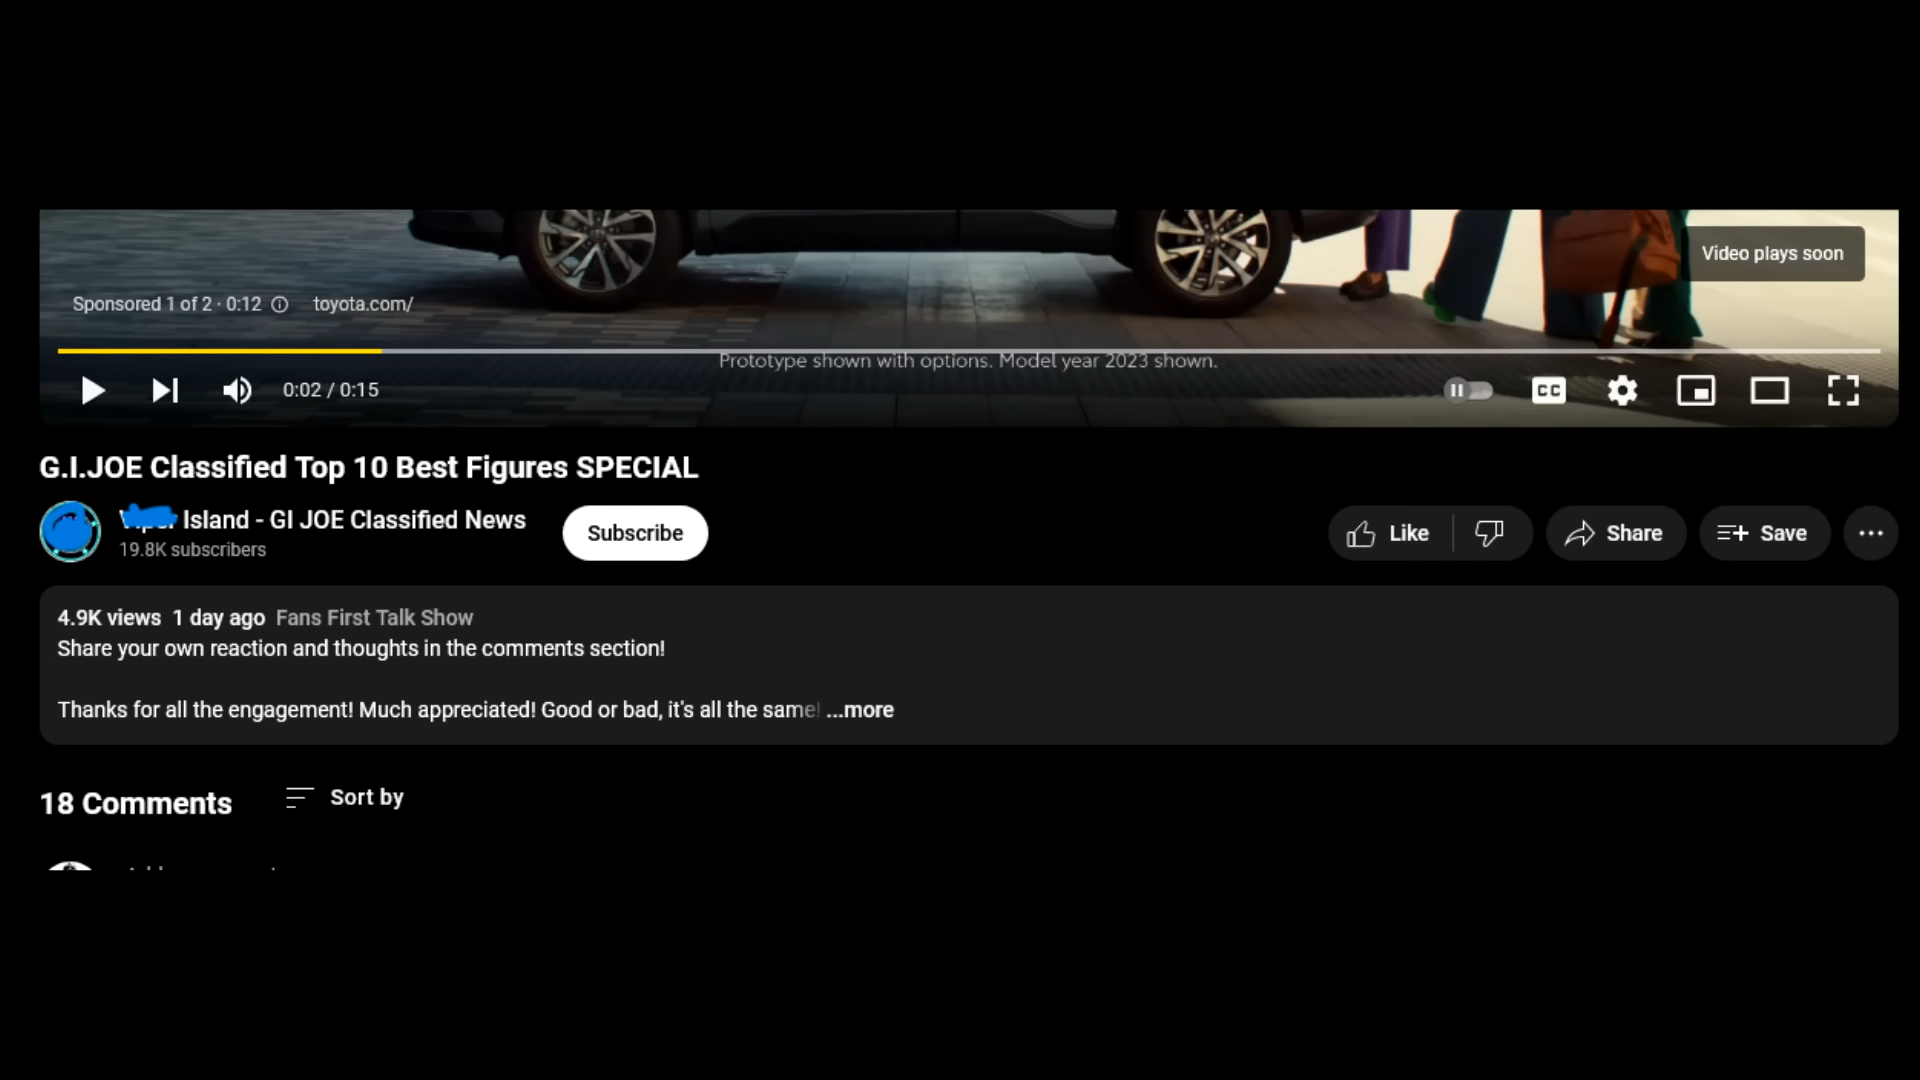 Video plays soon
Sponsored 1 of 2 · 0:12 toyota.com/
Prototype shown with options. Model year 2023 shown.
0:02 / 0:15
CC
G.I.JOE Classified Top 10 Best Figures SPECIAL
Island - GI JOE Classified News
19.8K subscribers
Subscribe
Like
Share
Save
4.9K views 1 day ago Fans First Talk Show
Share your own reaction and thoughts in the comments section!
Thanks for all the engagement! Much appreciated! Good or bad, it's all the same! ...more
18 Comments
Sort by